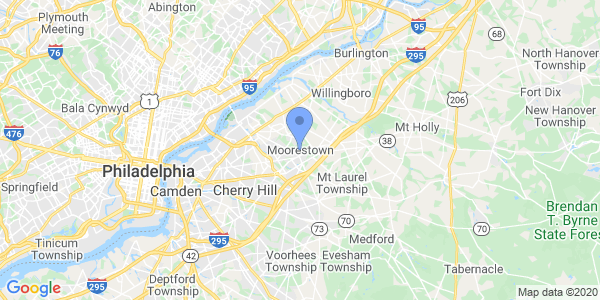 Plymouth
Meeting
Abington
95
68
Burlington
76
295
North Hanover
Township
95
Willingboro
Fort Dix
Bala Cynwyd
1
206
New Hanover
Township
476
Mt Holly
38
Moorestown
Philadelphia
Mt Laurel
Township
Springfield
Camden
Cherry Hill
Brendan
T. Byrne
State Fores
70
73
70
Tinicum
Township
295
Medford
42
Voorhees
Township
Evesham
Township
Tabernacle
295
Deptford
Township
Google
Map data ©2020